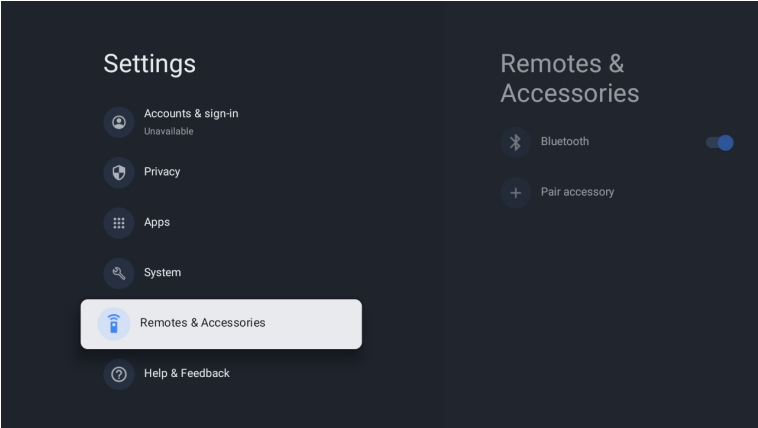 Settings
Accounts & sign-in
Unavailable
Privacy
Apps
System
Remotes & Accessories
Help & Feedback
Remotes &
Accessories
Bluetooth
Pair accessory